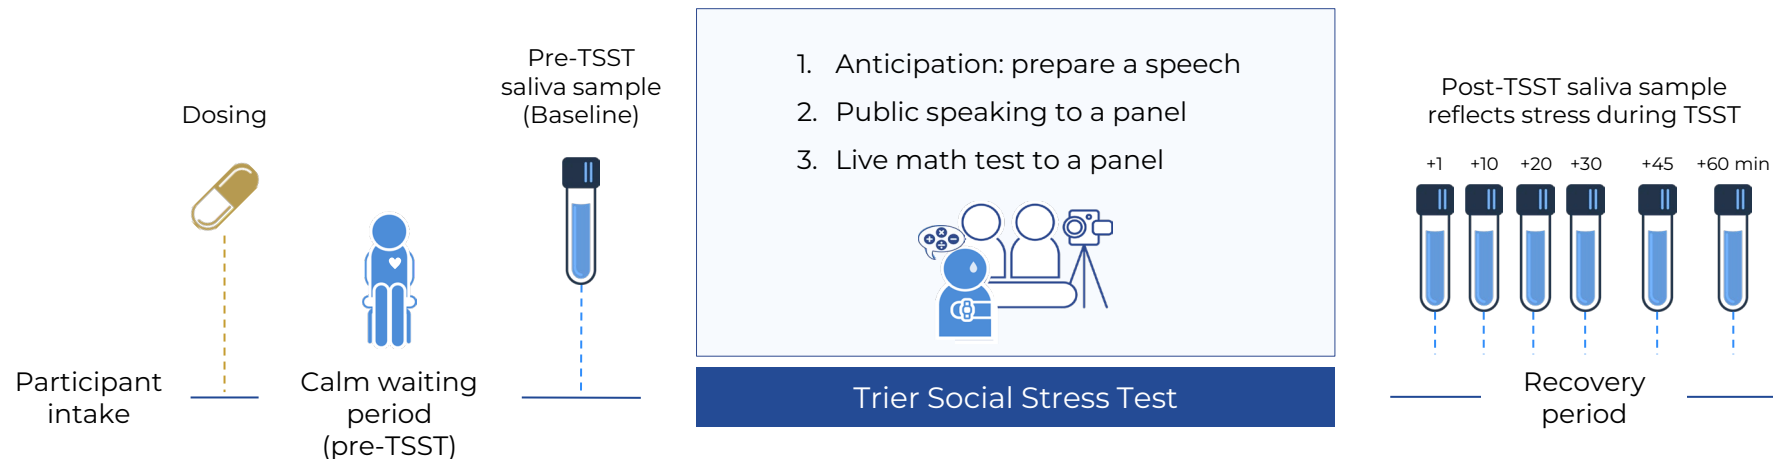 Participant
intake
Dosing
Calm waiting
period
(pre-TSST)
Pre-TSST
saliva sample
(Baseline)
1. Anticipation: prepare a speech
2. Public speaking to a panel
3. Live math test to a panel
Trier Social Stress Test
Post-TSST saliva sample
reflects stress during TSST
+1 +10 +20 +30 +45 +60 min
Recovery
period